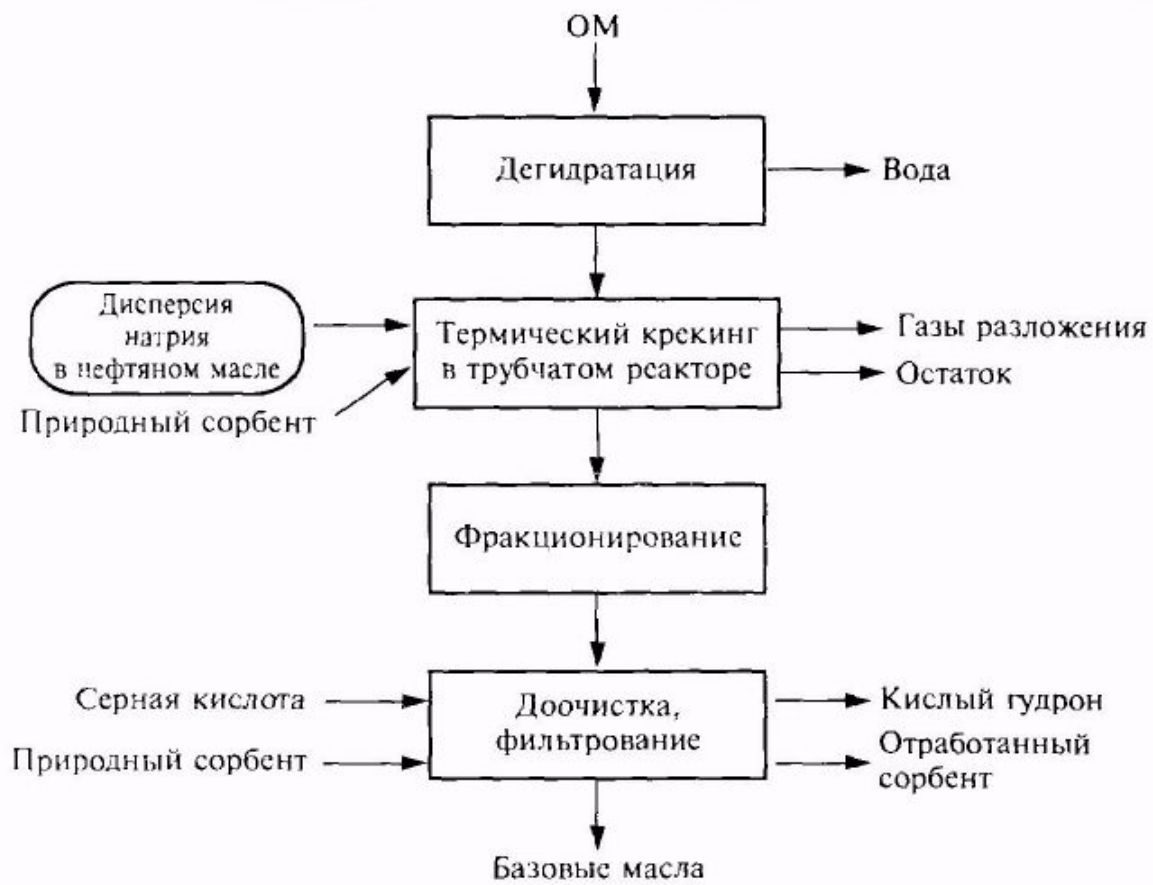 ОМ
Дегидратация
Вода
Дисперсия
натрия
в нефтяном масле
Природный сорбент
Термический крекинг
в трубчатом реакторе
Газы разложения
Остаток
Фракционирование
Серная кислота
Природный сорбент
Доочистка,
фильтрование
Кислый гудрон
Отработанный
сорбент
Базовые масла